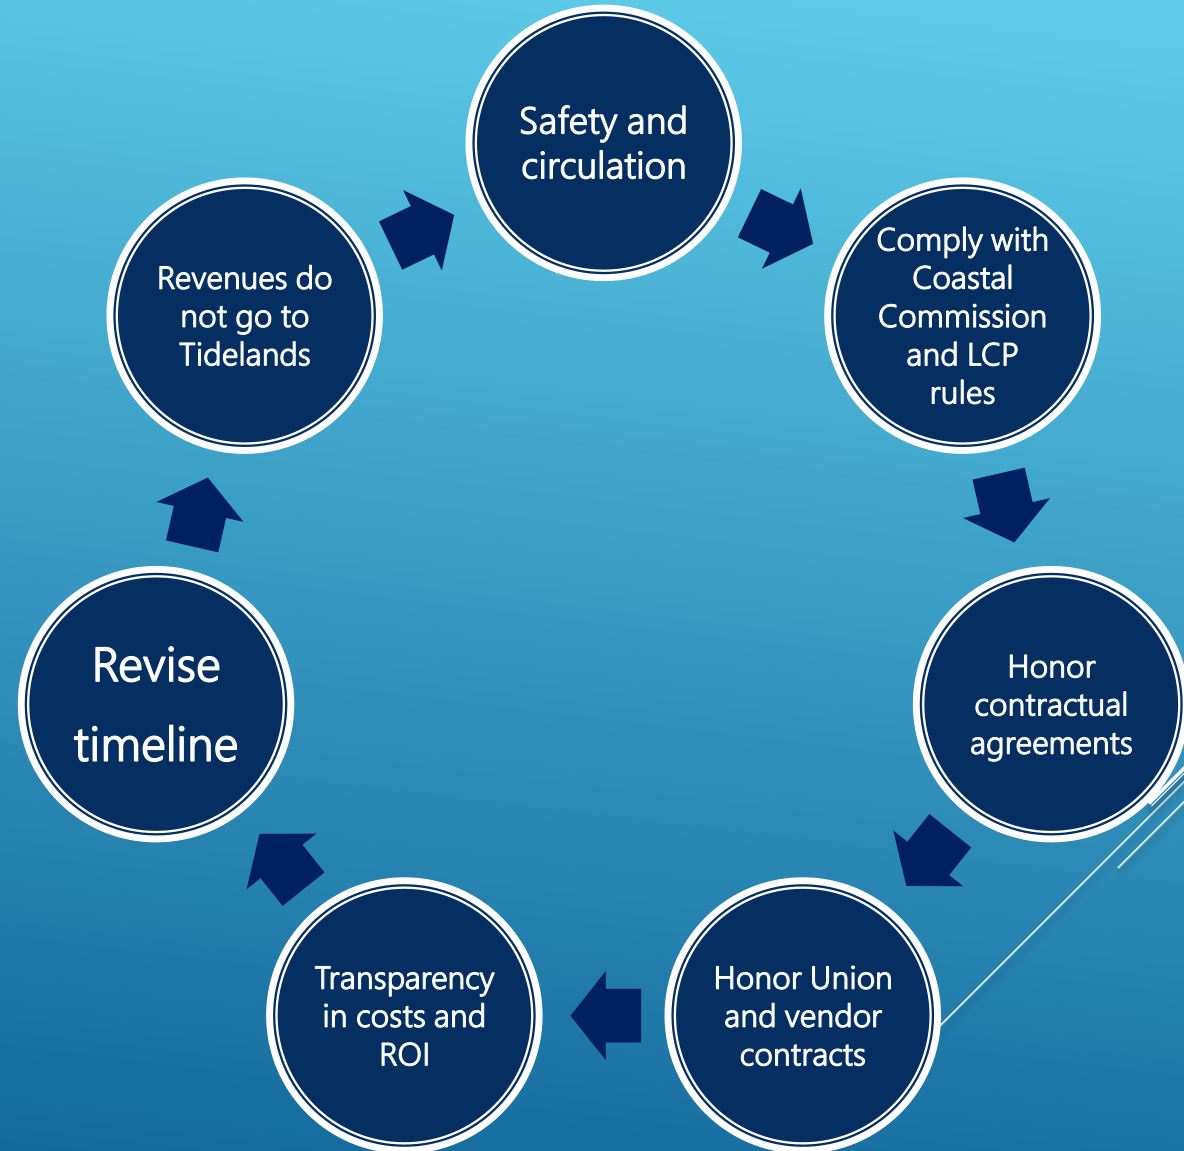 Safety and
circulation
Comply with
Coastal
Commission
and LCP
rules
Honor
contractual
agreements
Honor Union
and vendor
contracts
Transparency
in costs and
ROI
Revise
timeline
Revenues do
not go to
Tidelands